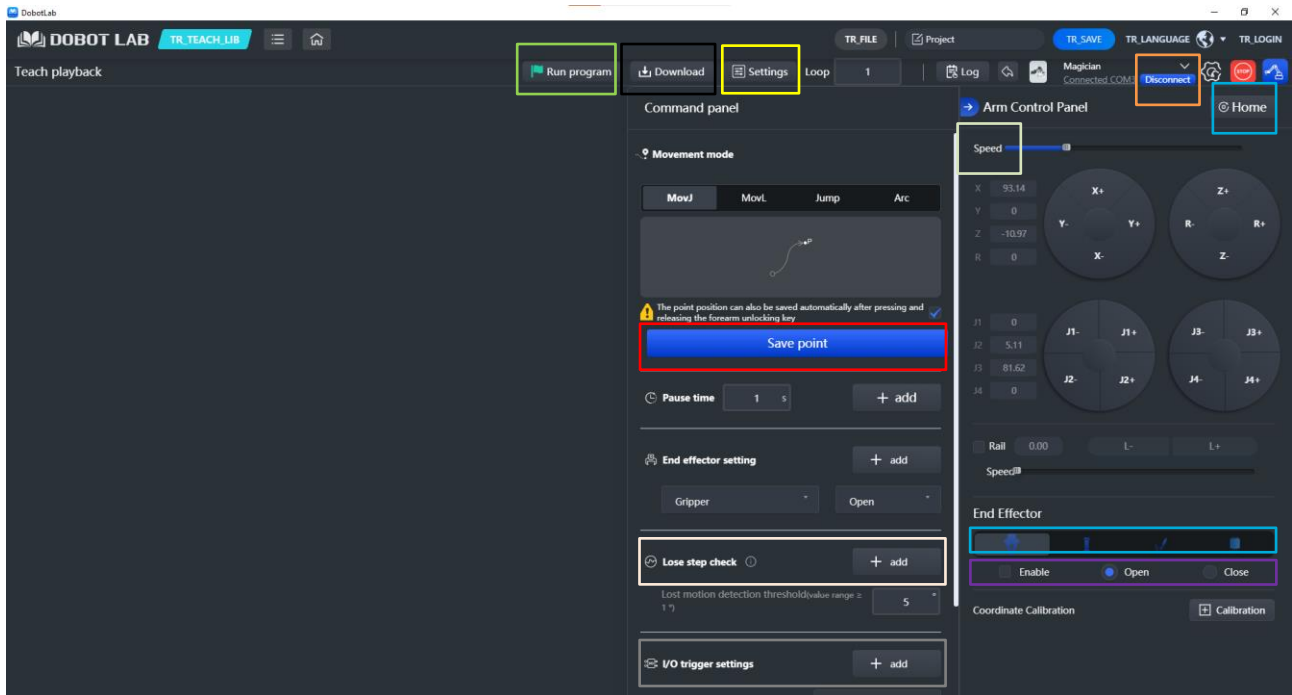 DobotLab
DOBOT LAB TR_TEACH_LIB TR_FILE Project TR_SAVE TR_LANGUAGE TR_LOGIN
Teach playback Run program Download Settings Loop 1 Log Magician Disconnect STOP
Connected COM3
Command panel
Movement mode
MovJ MovL Jump Arc
P
The point position can also be saved automatically after pressing and
releasing the forearm unlocking key
Save point
Pause time 1 s + add
End effector setting + add
Gripper Open
Lose step check + add
Lost motion detection threshold(value range ≥
1 °) 5 °
I/O trigger settings + add
Arm Control Panel Home
Speed
X 93.14
Y 0
Z -10.97
R 0
X+
Y- Y+
X-
Z+
R- R+
Z-
J1 0
J2 5.11
J3 81.62
J4 0
J1- J1+
J2- J2+
J3- J3+
J4- J4+
Rail 0.00 L- L+
Speed
End Effector
Enable Open Close
Coordinate Calibration Calibration